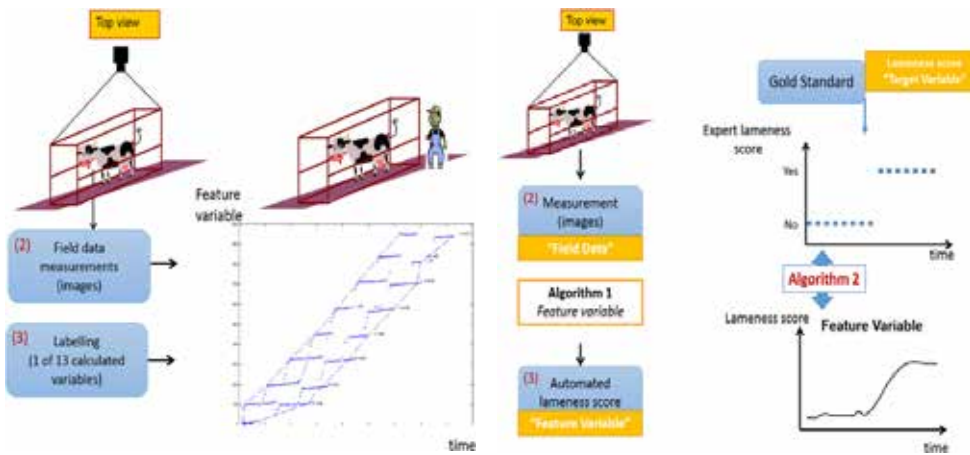 Top view
Feature
variable
(2) Field data
measurements
(images)
(3) Labelling
(1 of 13 calculated
variables)
time
Top view
(2) Measurement
(images)
"Field Data"
Algorithm 1
Feature variable
(3) Automated
lameness score
"Feature Variable"
Gold Standard
Lameness score
"Target Variable"
Expert lameness
score
Yes
No
time
Algorithm 2
Lameness score
Feature Variable
time